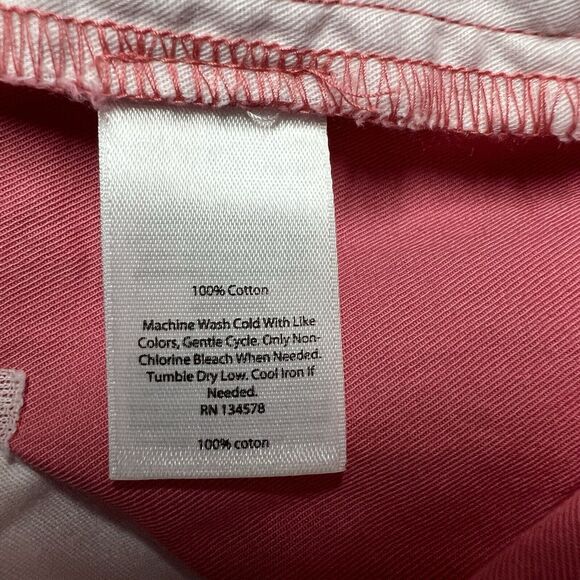 100% Cotton
Machine Wash Cold With Like
Colors, Gentle Cycle. Only Non-
Chlorine Bleach When Needed.
Tumble Dry Low. Cool Iron If
Needed.
RN 134578
100% coton